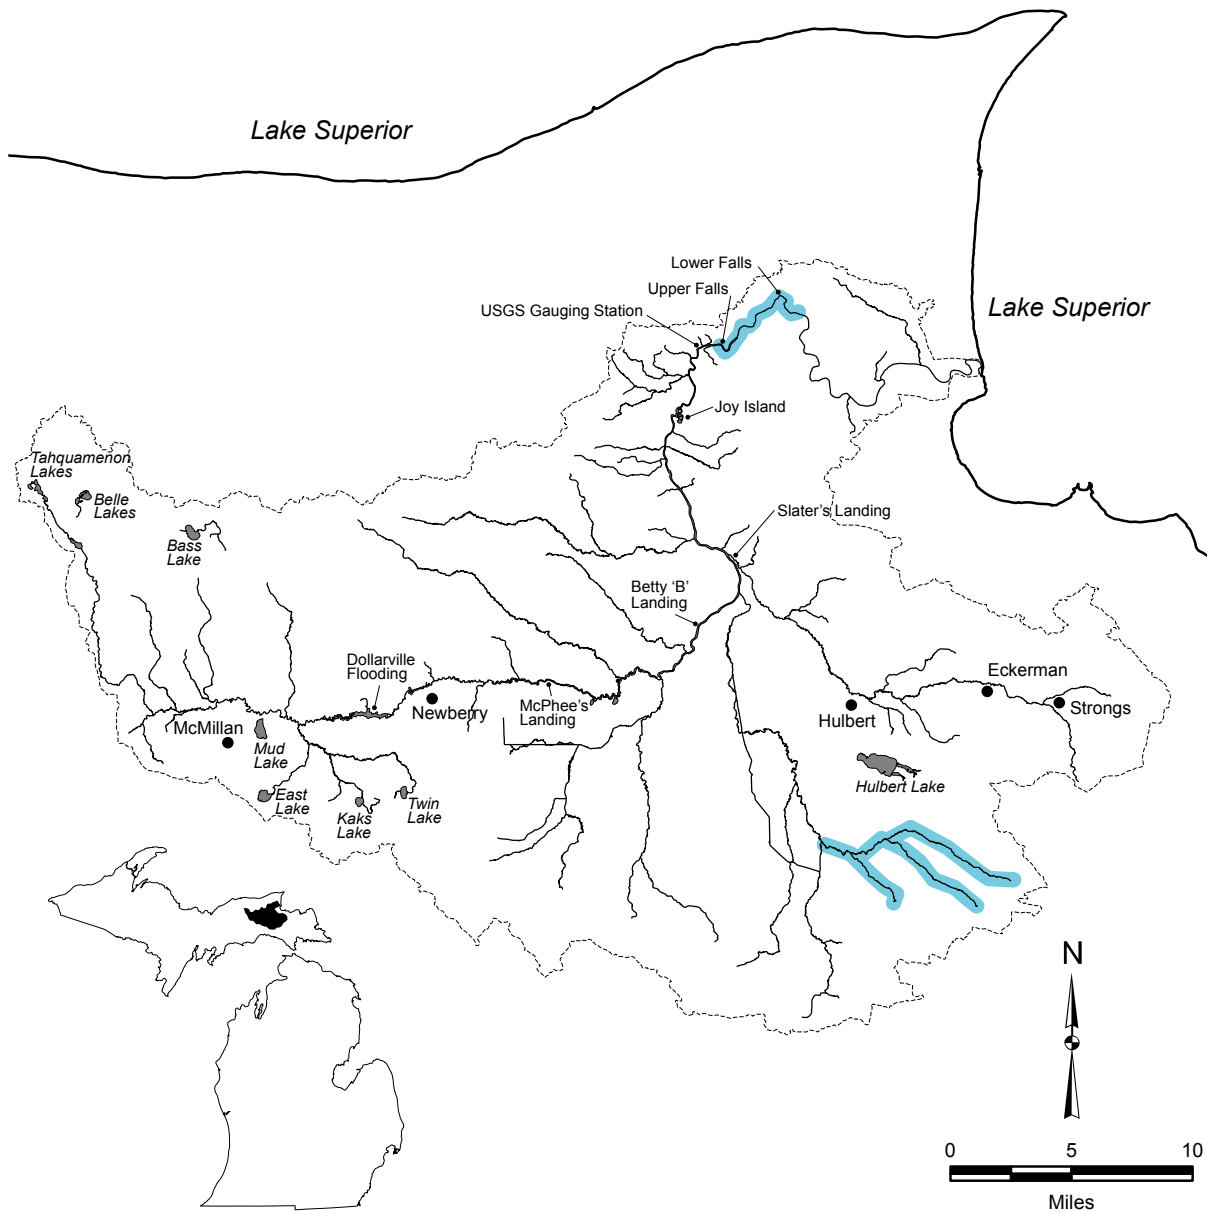 Lake Superior
Lower Falls
Upper Falls
USGS Gauging Station
Lake Superior
Joy Island
Tahquamenon
Lakes
Belle
Lakes
Bass
Lake
Slater's Landing
Betty 'B'
Landing
Dollarville
Flooding
Newberry
McPhee's
Landing
Eckerman
Strongs
Hulbert
McMillan
Mud
Lake
East
Lake
Kaks
Lake
Twin
Lake
Hulbert Lake
N
0 5 10
Miles